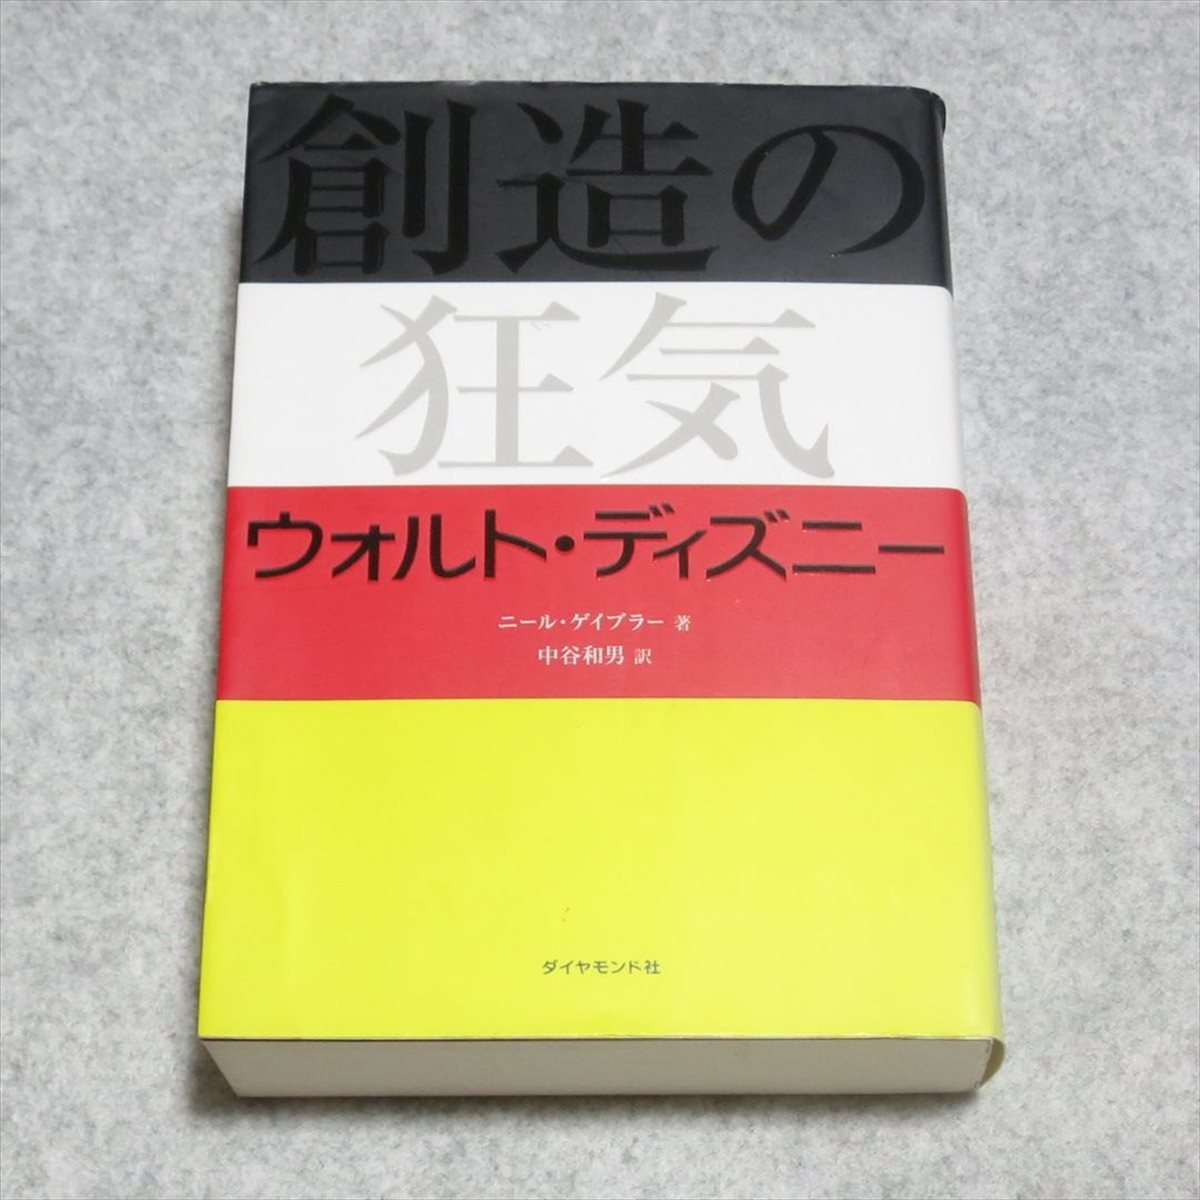 創造の
狂気
ウォルト・ディズニー
ニール・ゲイブラー 著
中谷和男 訳
ダイヤモンド社